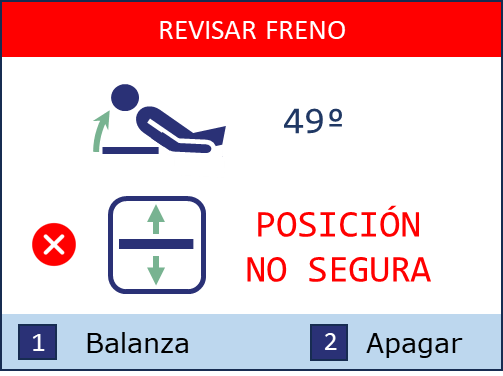 REVISAR FRENO
49º
POSICIÓN
NO SEGURA
1 Balanza 2 Apagar